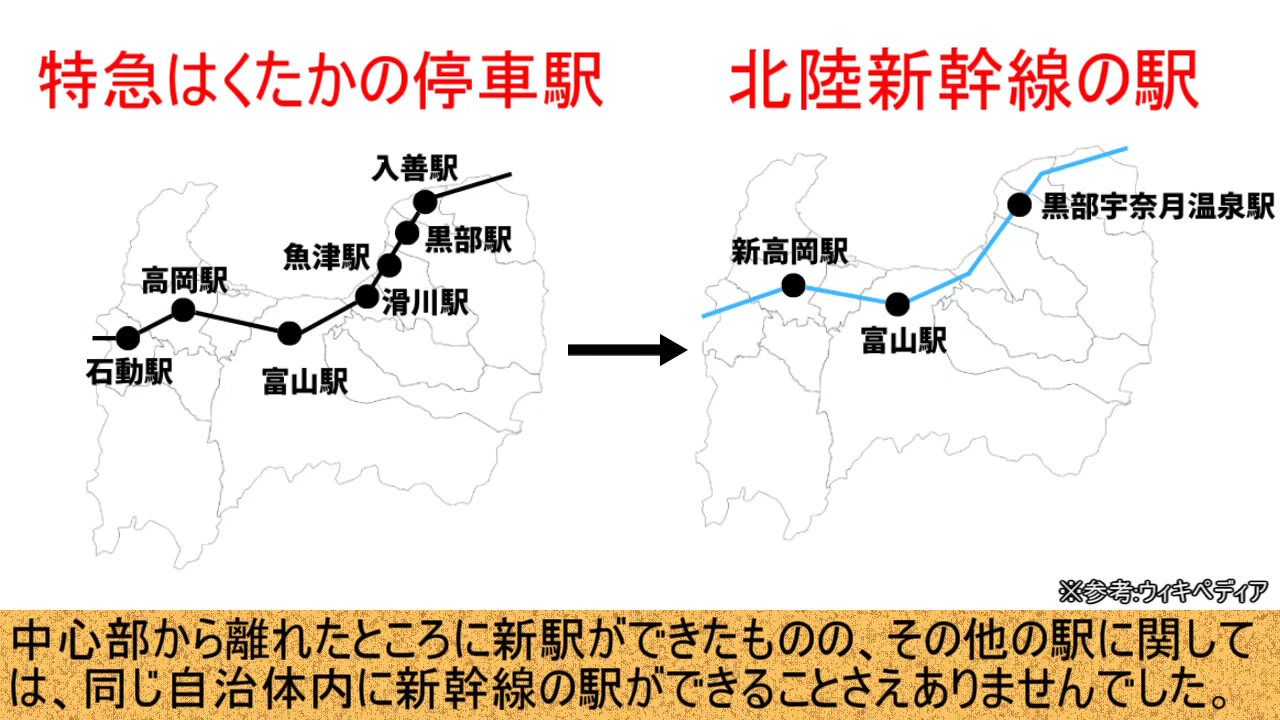 特急はくたかの停車駅
北陸新幹線の駅
入善駅
黒部駅
魚津駅
高岡駅
滑川駅
石動駅
富山駅
黒部宇奈月温泉駅
新高岡駅
富山駅
※参考:ウィキペディア
中心部から離れたところに新駅ができたものの、その他の駅に関して
は、同じ自治体内に新幹線の駅ができることさえありませんでした。